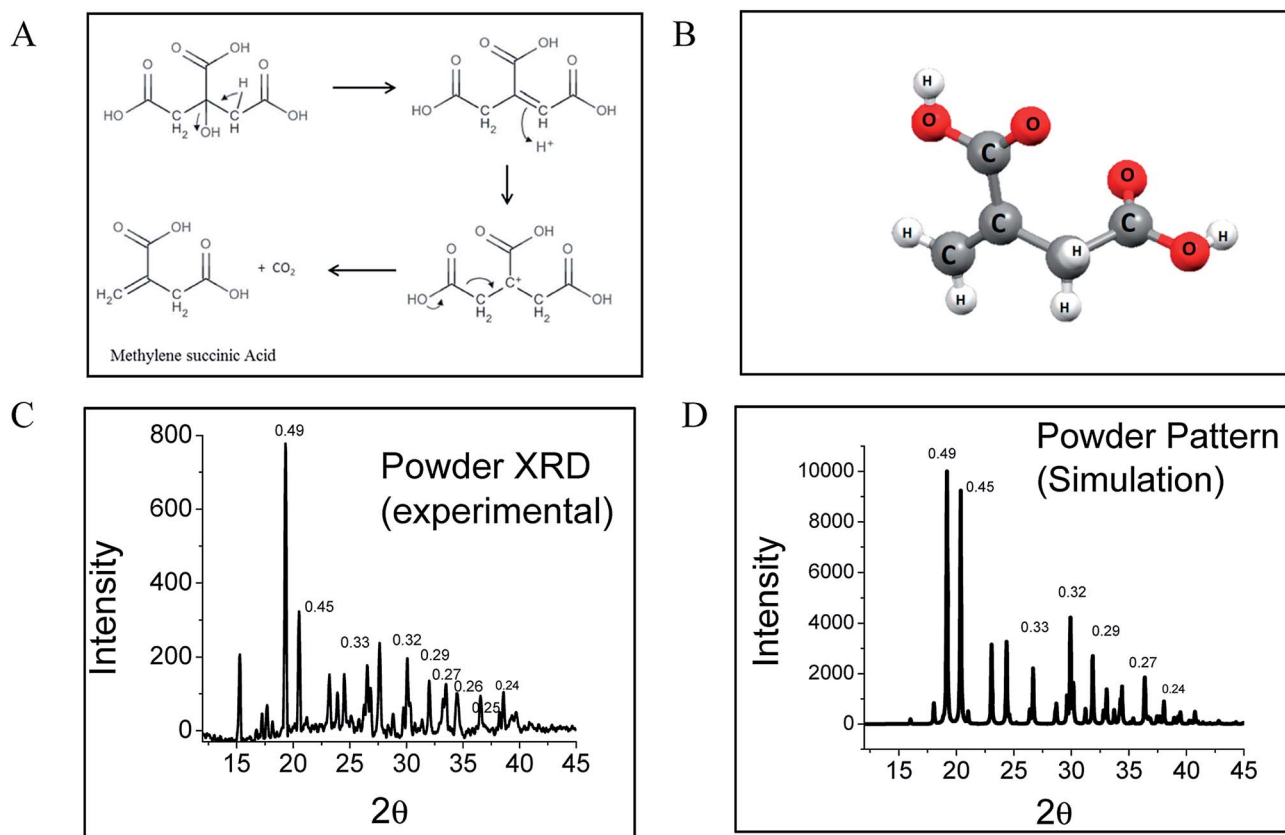 A
O
OH
O
H
O
HO
C
H2
OH
C
H
OH
O
OH
O
O
HO
C
H2
C
H
OH
H+
O
OH
O
H2C
C
H2
OH
+ CO2
O
OH
O
O
HO
C
H2
C+
C
H2
OH
Methylene succinic Acid
B
H
O
C
O
O
H
C
C
C
H
H
O
H
H
C
Powder XRD
(experimental)
Intensity
800
600
400
200
0
0.49
0.45
0.33
0.32
0.29
0.27
0.26
0.25
0.24
15 20 25 30 35 40 45
2θ
D
Powder Pattern
(Simulation)
Intensity
10000
8000
6000
4000
2000
0
0.49
0.45
0.33
0.32
0.29
0.27
0.24
15 20 25 30 35 40 45
2θ